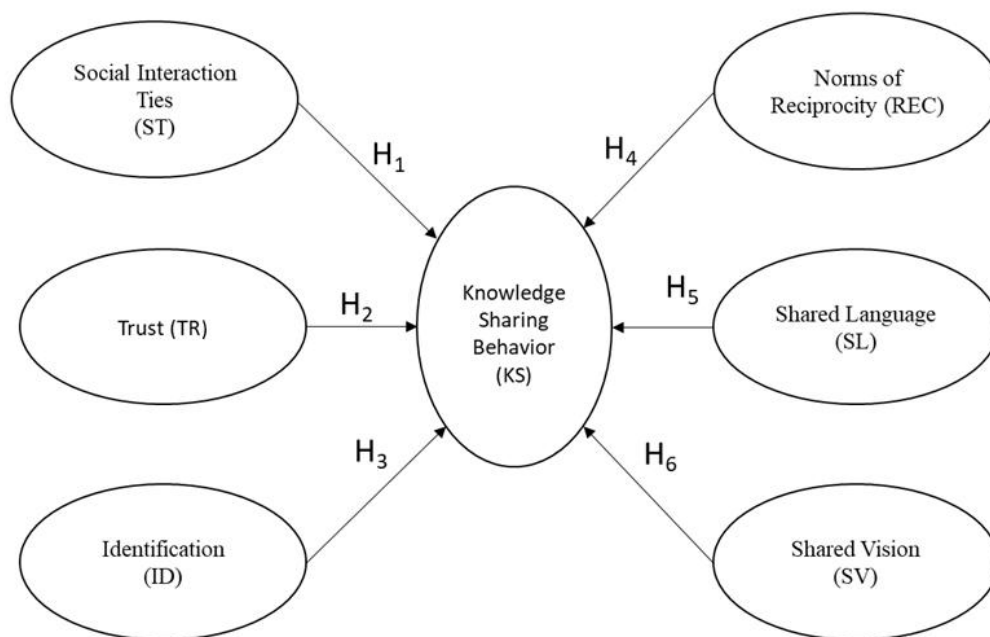 Social Interaction
Ties
(ST)
H₁
Trust (TR)
H₂
Identification
(ID)
H₃
Knowledge
Sharing
Behavior
(KS)
Norms of
Reciprocity (REC)
H₄
Shared Language
(SL)
H₅
Shared Vision
(SV)
H₆